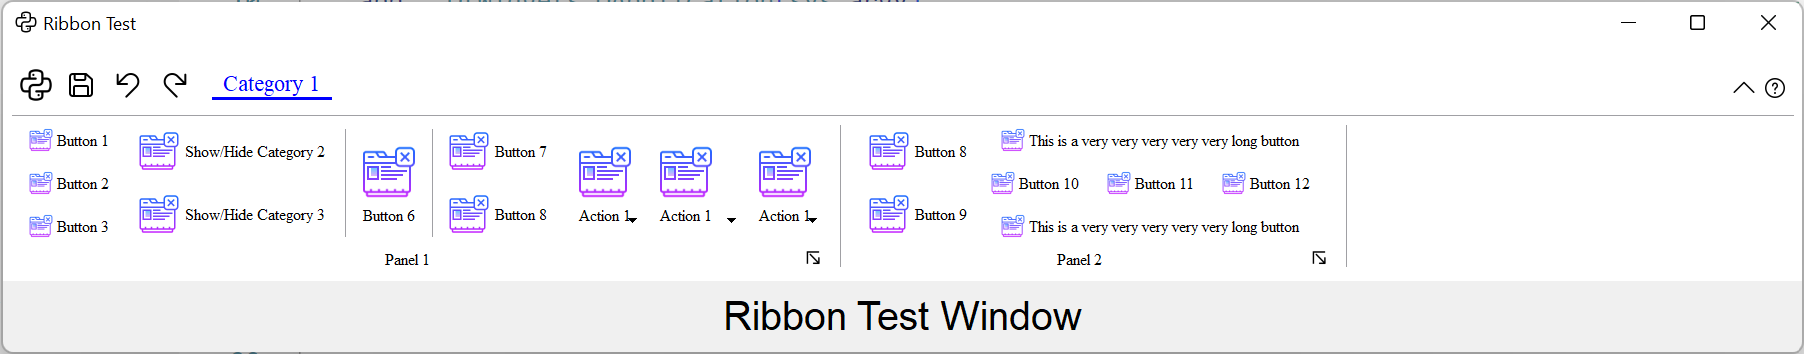 Ribbon Test
Category 1
Button 1
Button 2
Button 3
Show/Hide Category 2
Show/Hide Category 3
Button 6
Button 7
Button 8
Action 1
Action 1
Action 1
Panel 1
Button 8
Button 9
This is a very very very very very long button
Button 10 Button 11 Button 12
This is a very very very very very long button
Panel 2
Ribbon Test Window